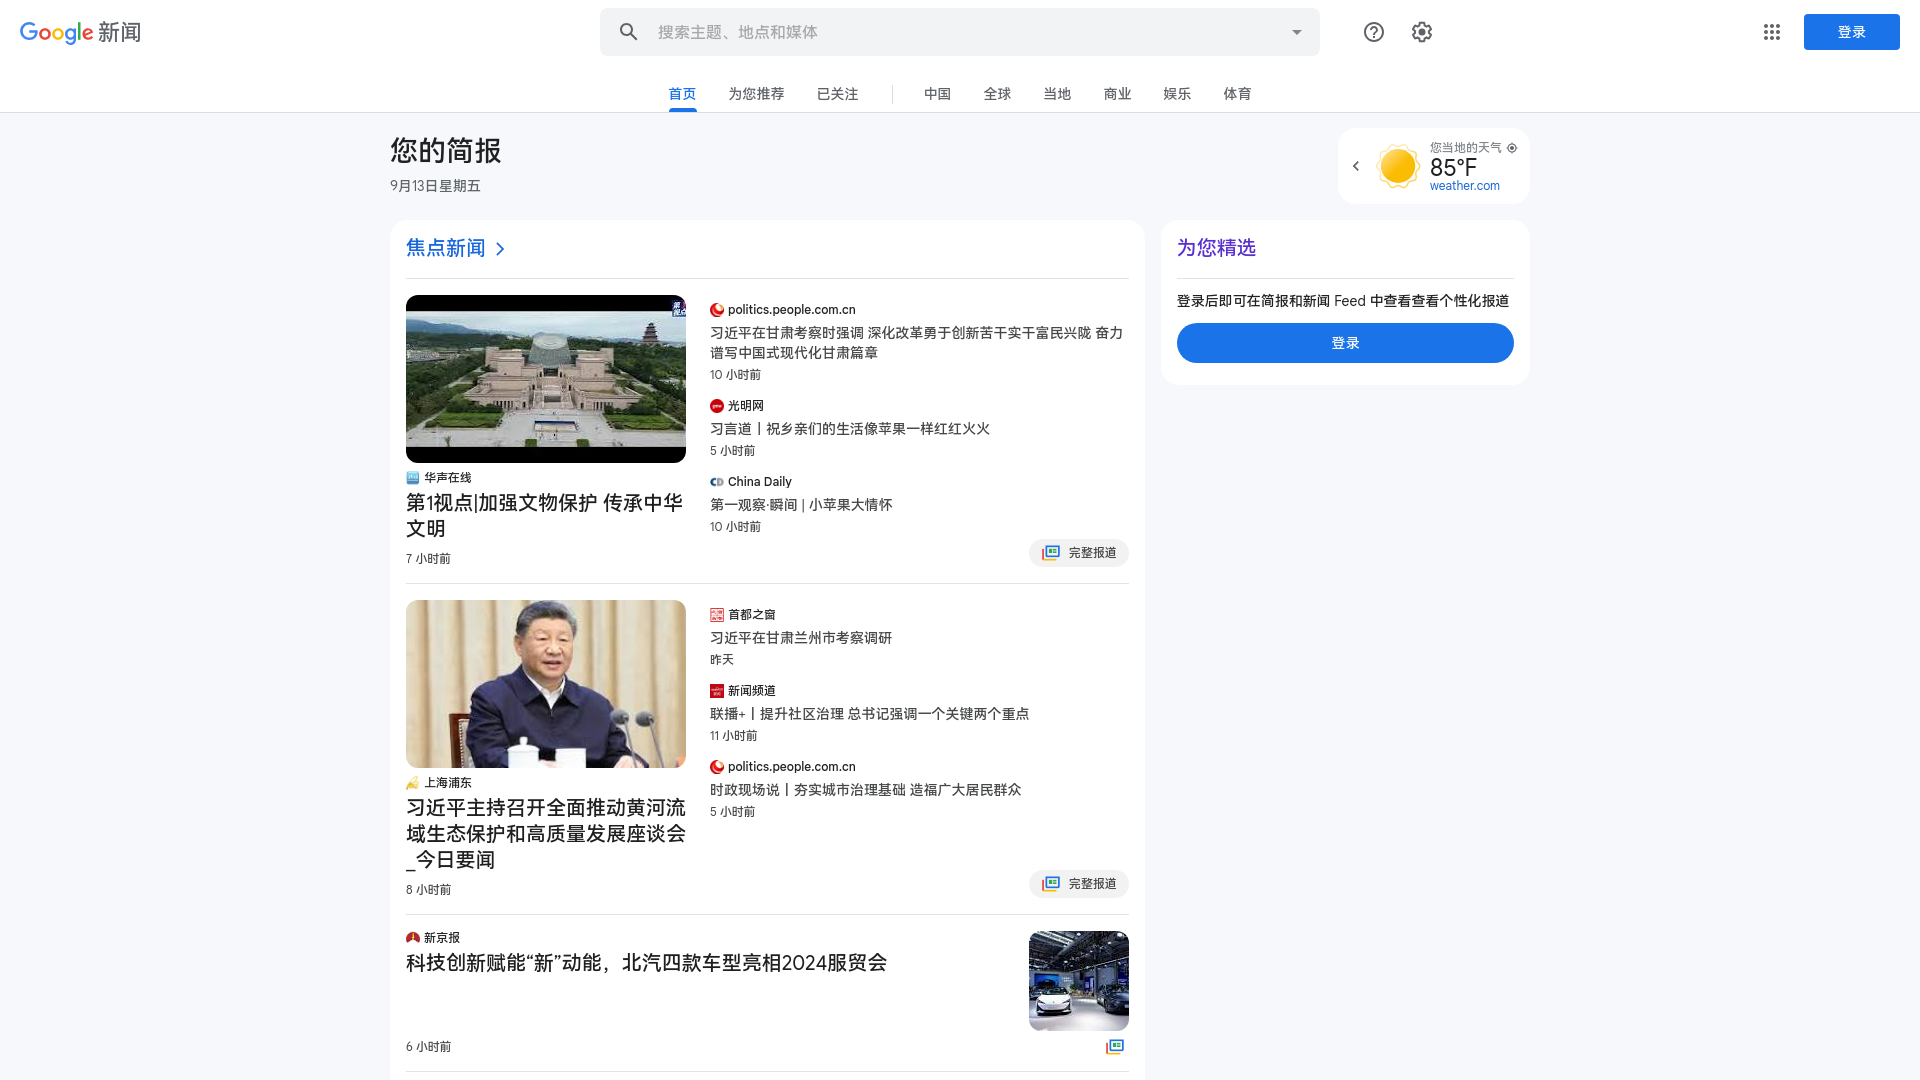 Google 新闻
搜索主题、地点和媒体
登录
首页
为您推荐
已关注
中国
全球
当地
商业
娱乐
体育
您的简报
9月13日星期五
您当地的天气
85°F
weather.com
焦点新闻
第
视点
华声在线
第1视点|加强文物保护 传承中华
文明
7 小时前
politics.people.com.cn
习近平在甘肃考察时强调 深化改革勇于创新苦干实干富民兴陇 奋力
谱写中国式现代化甘肃篇章
10 小时前
光明网
习言道丨祝乡亲们的生活像苹果一样红红火火
5 小时前
China Daily
第一观察·瞬间 | 小苹果大情怀
10 小时前
完整报道
上海浦东
习近平主持召开全面推动黄河流
域生态保护和高质量发展座谈会
_今日要闻
8 小时前
首都之窗
习近平在甘肃兰州市考察调研
昨天
新闻频道
联播+丨提升社区治理 总书记强调一个关键两个重点
11 小时前
politics.people.com.cn
时政现场说丨夯实城市治理基础 造福广大居民群众
5 小时前
完整报道
新京报
科技创新赋能“新”动能，北汽四款车型亮相2024服贸会
6 小时前
为您精选
登录后即可在简报和新闻 Feed 中查看查看个性化报道
登录